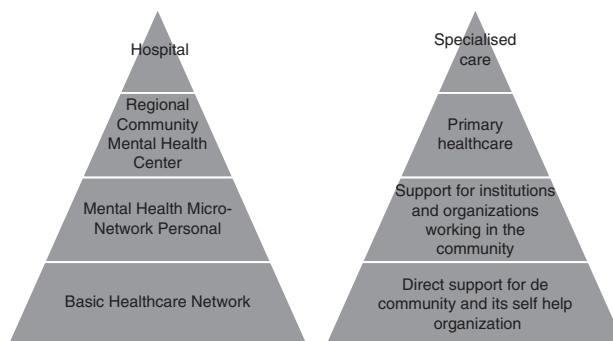 Hospital
Regional
Community
Mental Health
Center
Mental Health Micro-
Network Personal
Basic Healthcare Network
Specialised
care
Primary
healthcare
Support for institutions
and organizations
working in the
community
Direct support for de
community and its self help
organization